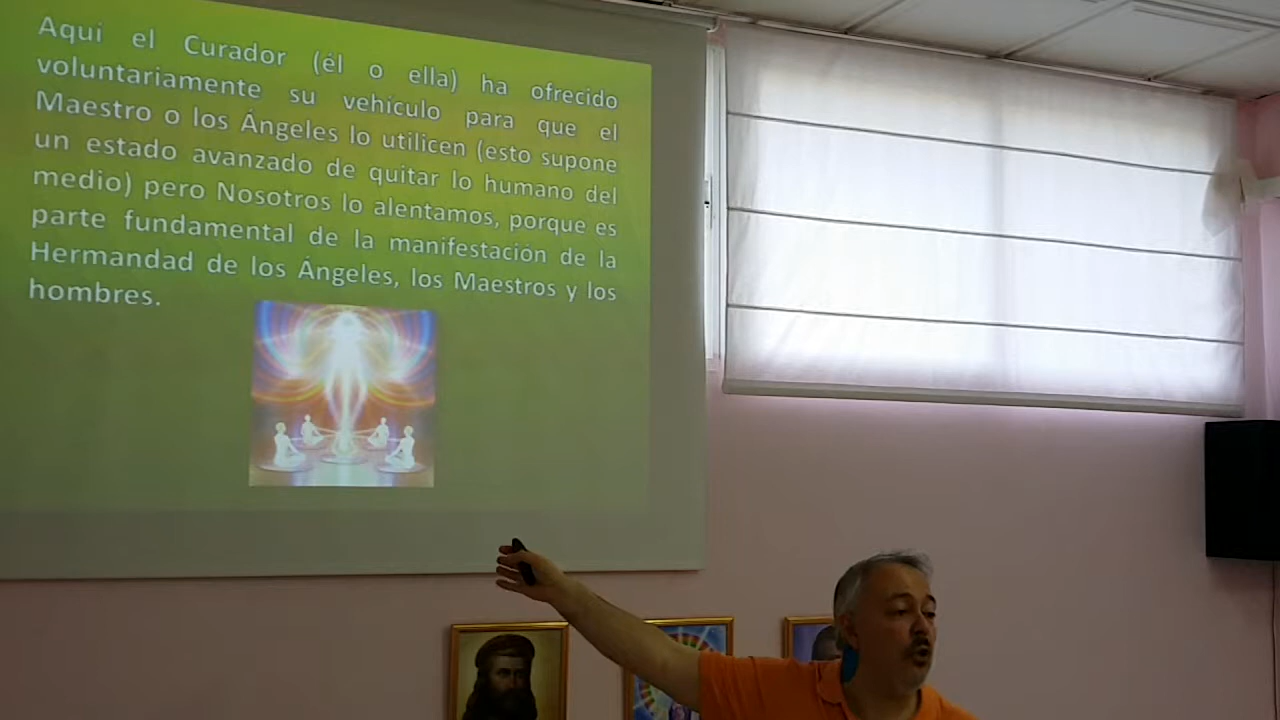 Aquí el Curador (él o ella) ha ofrecido
voluntariamente su vehículo para que el
Maestro o los Ángeles lo utilicen (esto supone
un estado avanzado de quitar lo humano del
medio) pero Nosotros lo alentamos, porque es
parte fundamental de la manifestación de la
Hermandad de los Ángeles, los Maestros y los
hombres.